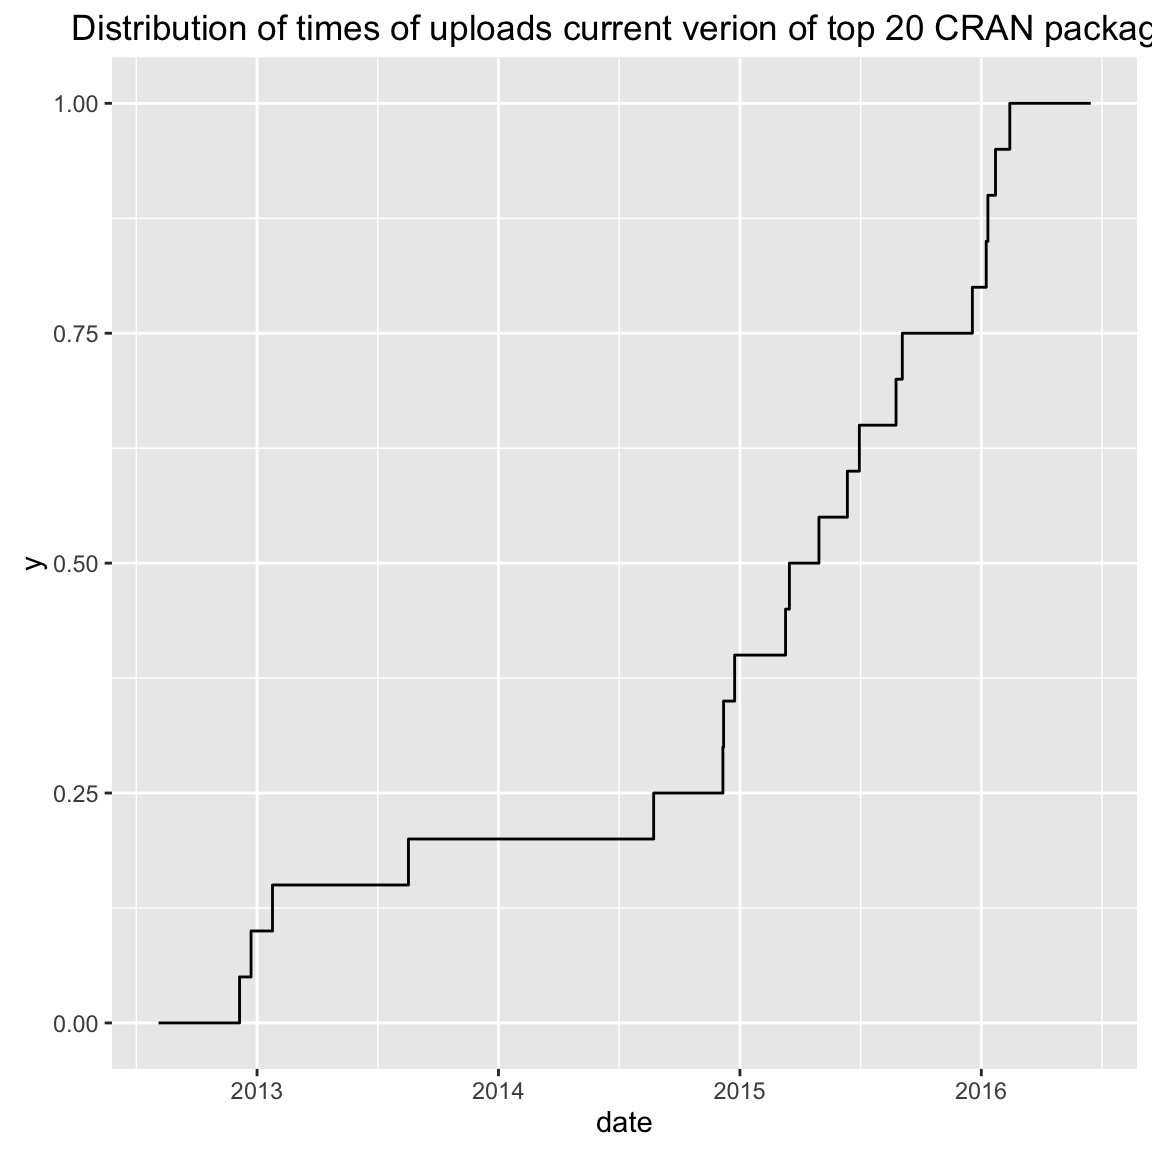 Distribution of times of uploads current verion of top 20 CRAN packag
1.00
0.75
0.50
0.25
0.00
y
2013 2014 2015 2016
date